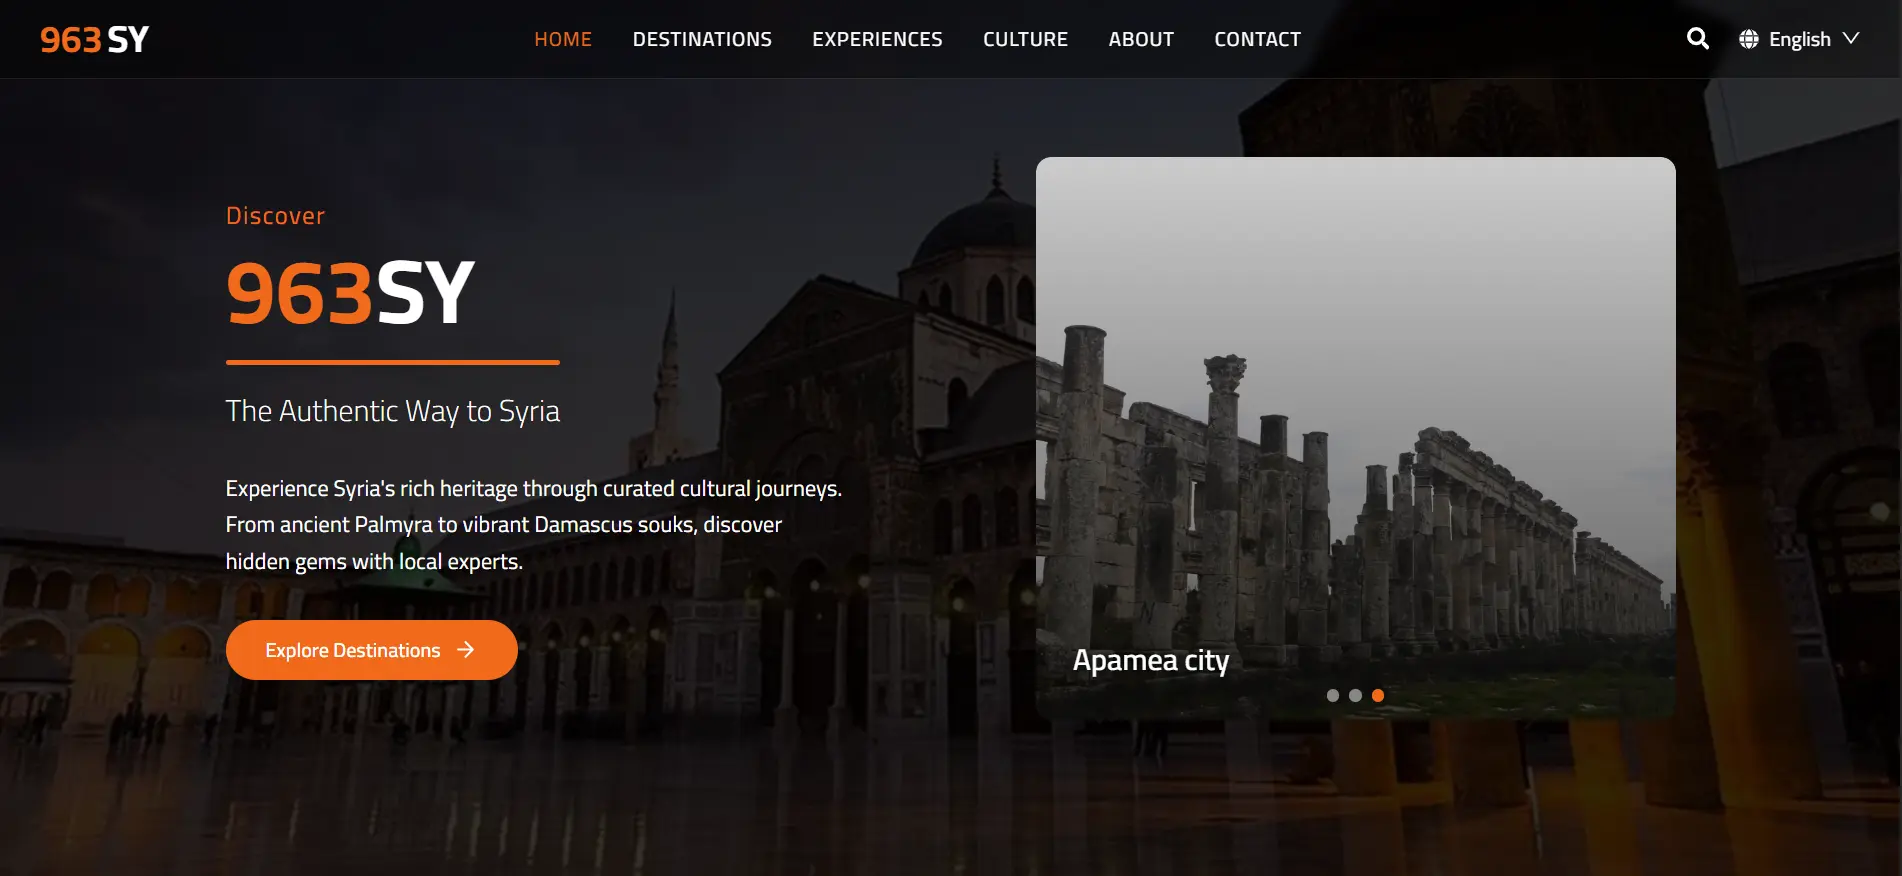 963 SY
HOME
DESTINATIONS
EXPERIENCES
CULTURE
ABOUT
CONTACT
English
Discover
963SY
The Authentic Way to Syria
Experience Syria's rich heritage through curated cultural journeys.
From ancient Palmyra to vibrant Damascus souks, discover
hidden gems with local experts.
Explore Destinations
Apamea city